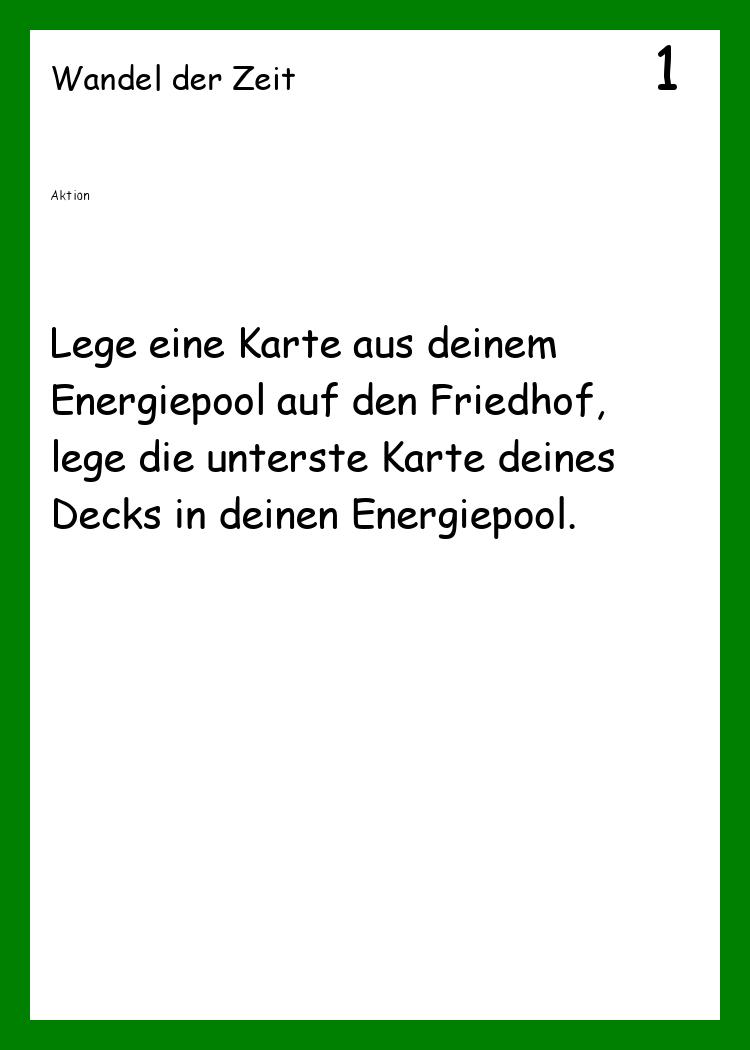 Wandel der Zeit 1
Aktion
Lege eine Karte aus deinem
Energiepool auf den Friedhof,
lege die unterste Karte deines
Decks in deinen Energiepool.